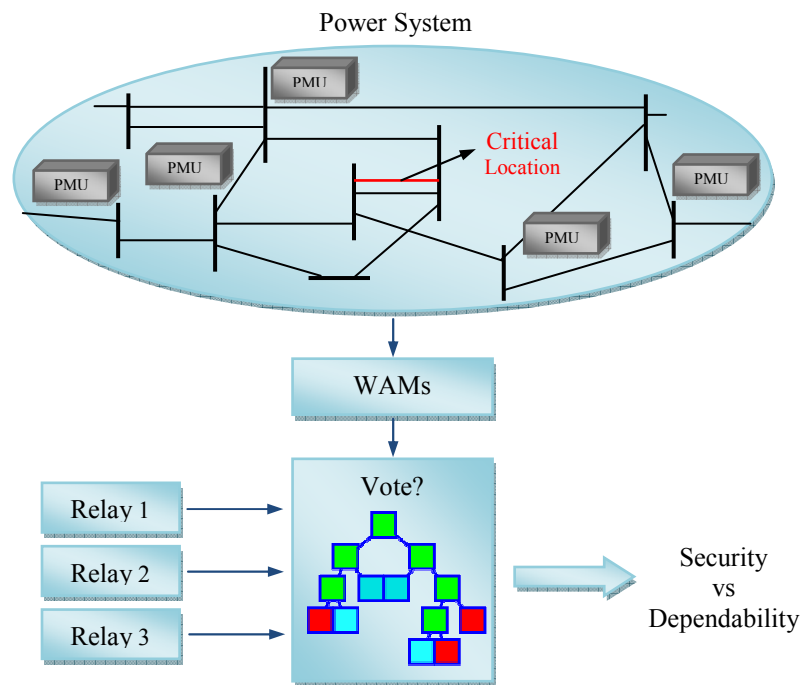 Power System
PMU
PMU
PMU
PMU
PMU
Critical
Location
WAMs
Vote?
Relay 1
Relay 2
Relay 3
Security
vs
Dependability